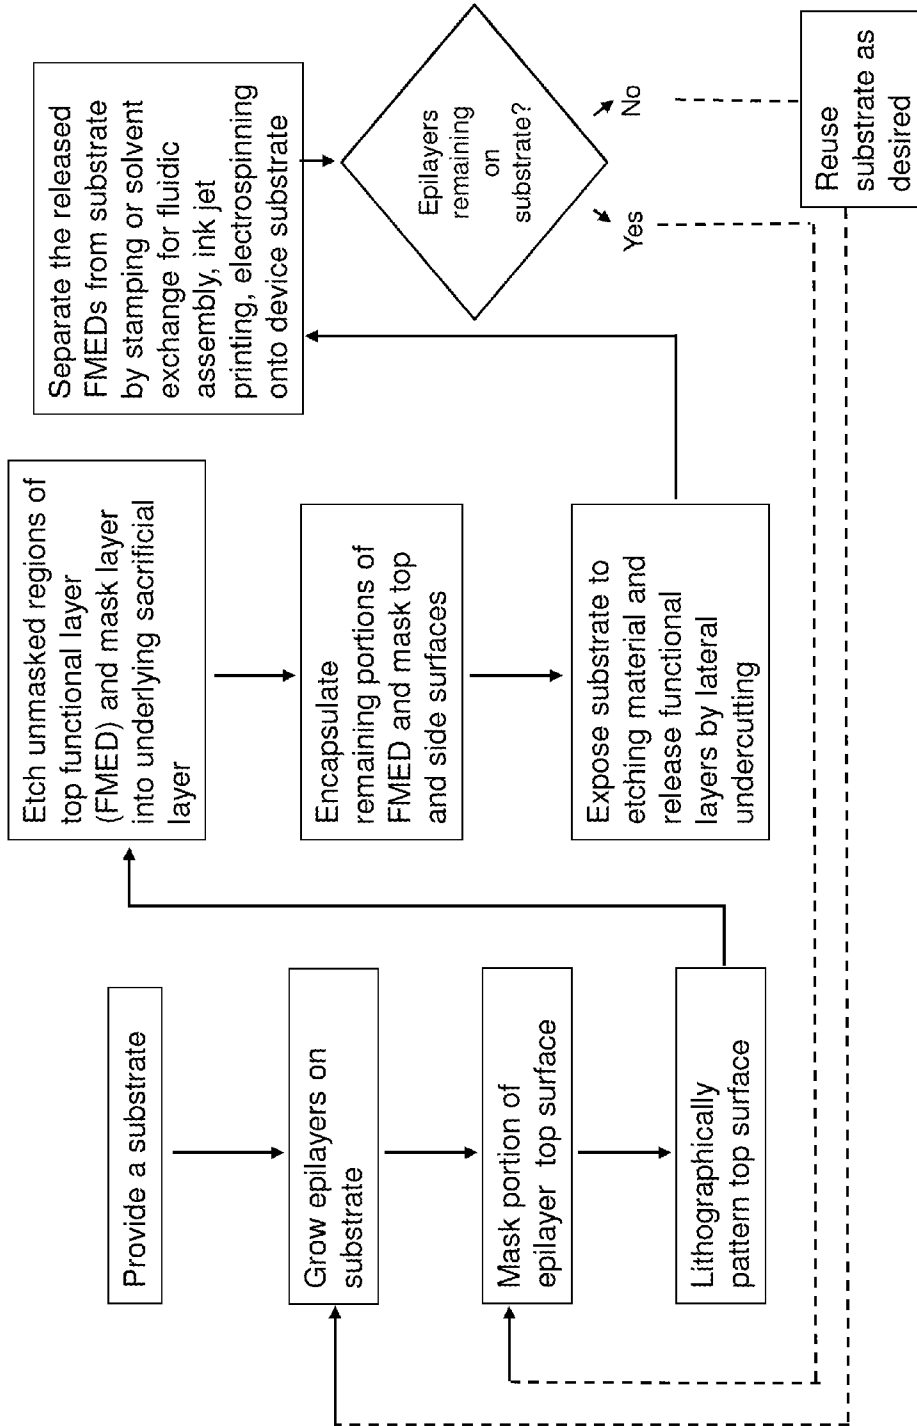 Provide a substrate
Grow epilayers on
substrate
Mask portion of
epilayer top surface
Lithographically
pattern top surface
Etch unmasked regions of
top functional layer
(FMED) and mask layer
into underlying sacrificial
layer
Encapsulate
remaining portions of
FMED and mask top
and side surfaces
Expose substrate to
etching material and
release functional
layers by lateral
undercutting
Separate the released
FMEDs from substrate
by stamping or solvent
exchange for fluidic
assembly, ink jet
printing, electrospinning
onto device substrate
Epilayers
remaining
on
substrate?
Yes
No
Reuse
substrate as
desired